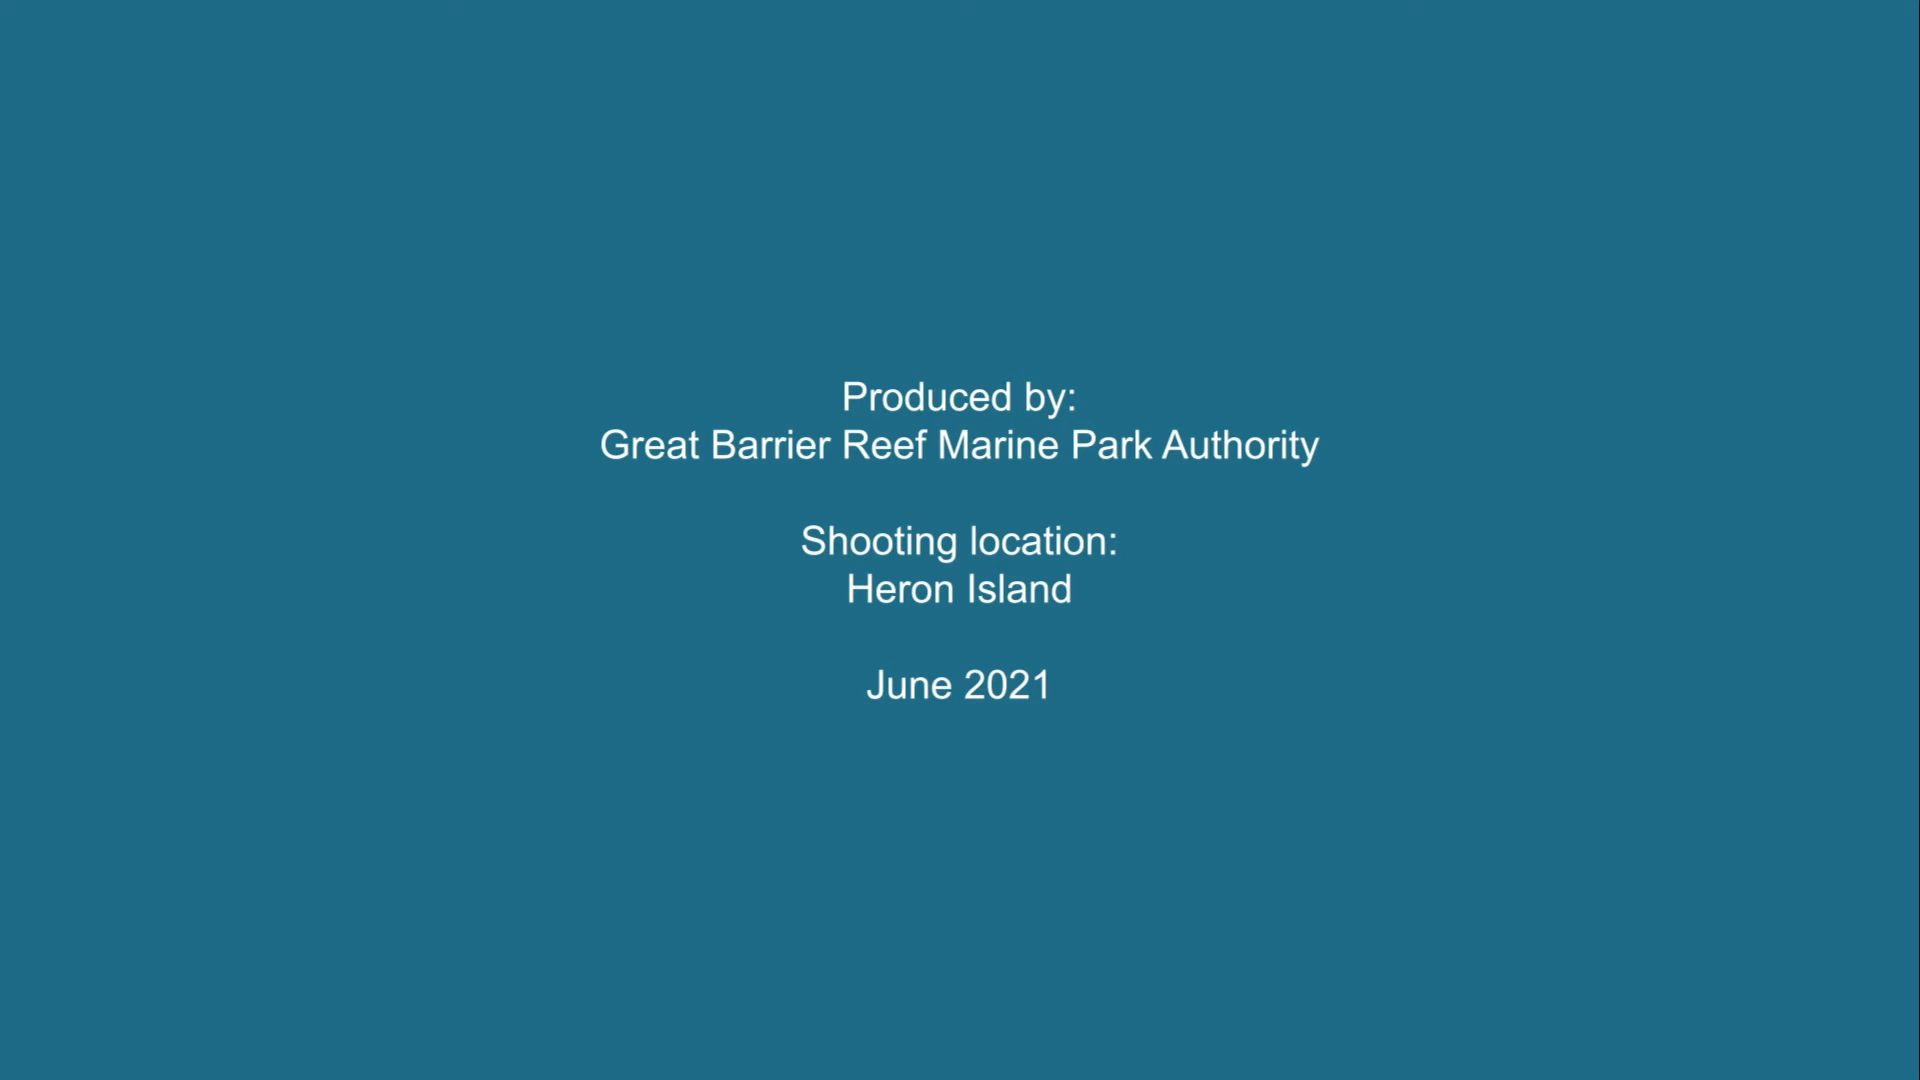 Produced by:
Great Barrier Reef Marine Park Authority
Shooting location:
Heron Island
June 2021